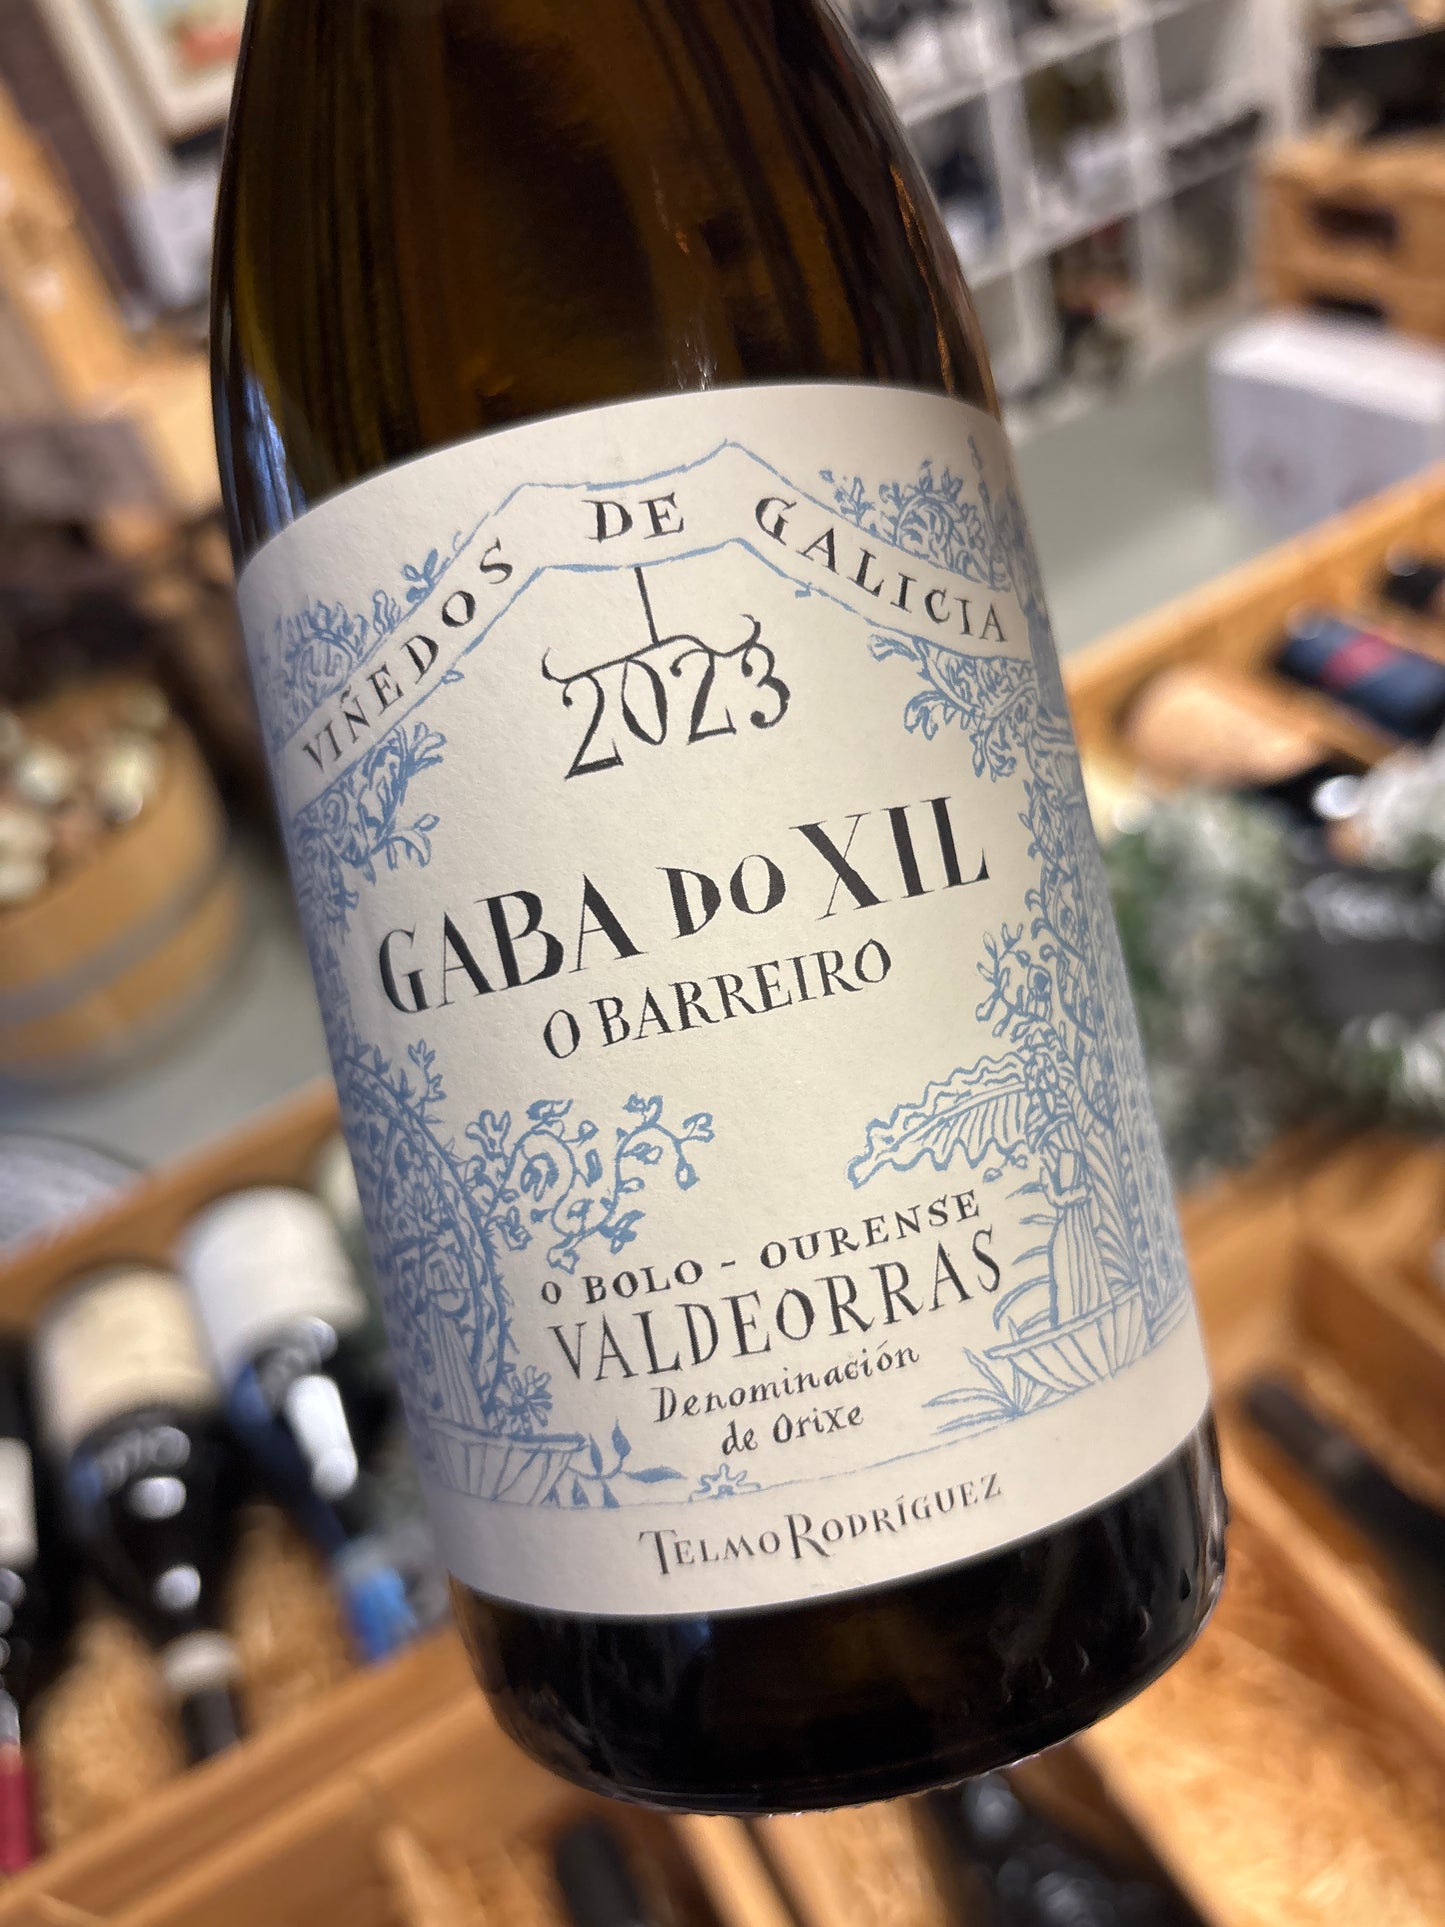 VIÑEDOS DE GALICIA
2023
GABA DO XIL
O BARREIRO
O BOLO - OURENSE
VALDEORRAS
Denominación
de Orixe
TELMO RODRÍGUEZ